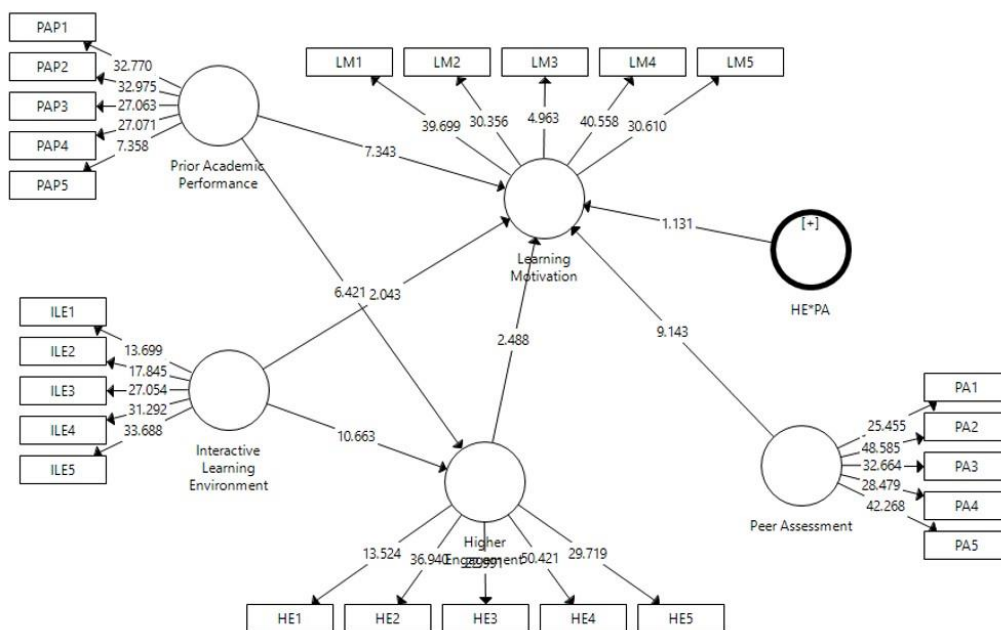 PAP1
PAP2
PAP3
PAP4
PAP5
32.770
32.975
27.063
27.071
7.358
Prior Academic
Performance
LM1
LM2
LM3
LM4
LM5
39.699
30.356
4.963
40.558
30.610
Learning
Motivation
7.343
1.131
[+]
HE*PA
6.421
2.043
2.488
9.143
ILE1
ILE2
ILE3
ILE4
ILE5
13.699
17.845
27.054
31.292
33.688
Interactive
Learning
Environment
10.663
Peer Assessment
25.455
48.585
32.664
28.479
42.268
PA1
PA2
PA3
PA4
PA5
Higher
Engagement
13.524
36.940
50.421
29.719
HE1
HE2
HE3
HE4
HE5